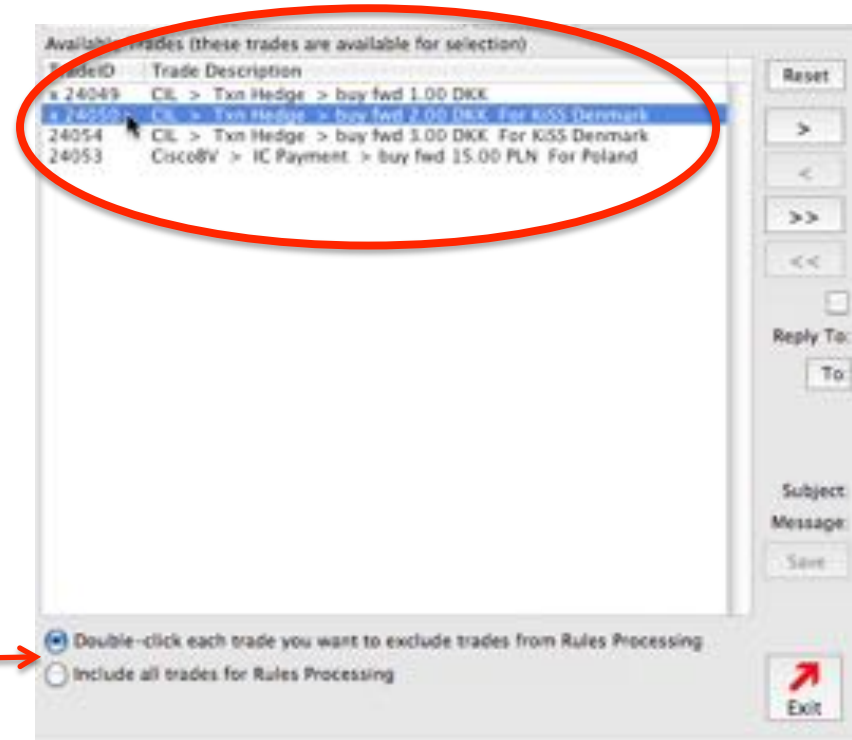 Available Trades (these trades are available for selection)
TradeID Trade Description
x 24049 CIL > Txn Hedge > buy fwd 1.00 DKK
x 24050 CIL > Txn Hedge > buy fwd 2.00 DKK For KiSS Denmark
24054 CIL > Txn Hedge > buy fwd 3.00 DKK For KiSS Denmark
24053 CiscoBV > IC Payment > buy fwd 15.00 PLN For Poland
Reset
>
<
>>
<<
Reply To:
To
Subject
Message
Save
Double-click each trade you want to exclude trades from Rules Processing
Include all trades for Rules Processing
Exit